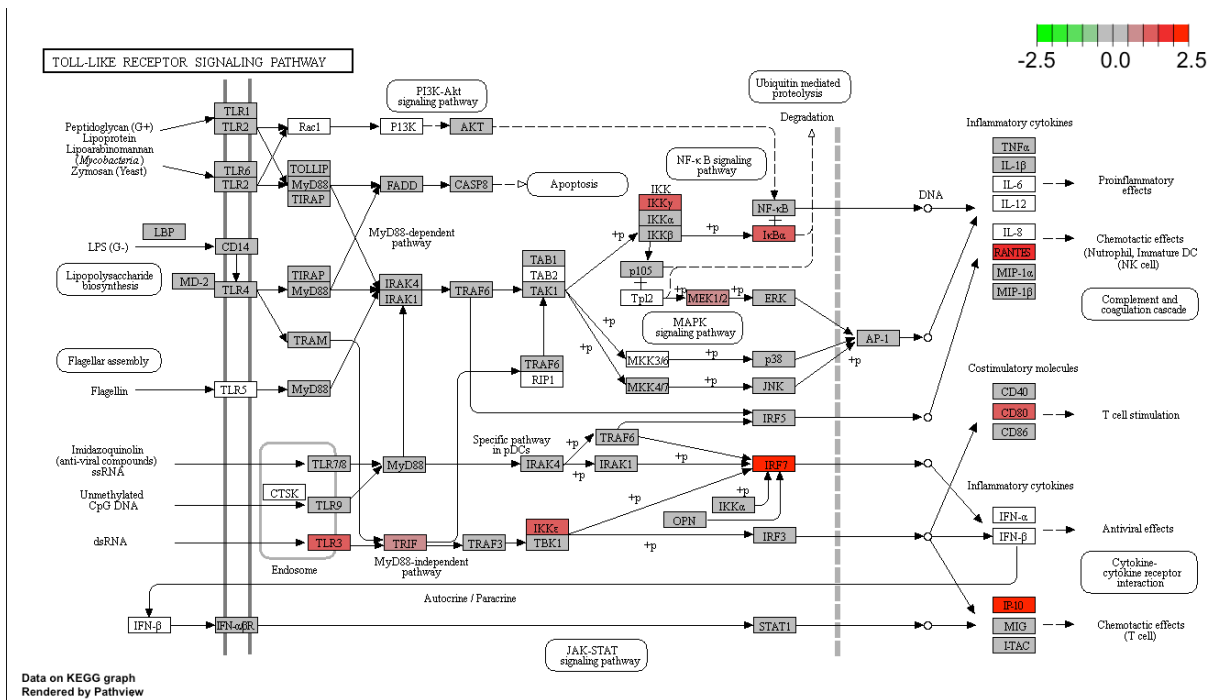 -2.5 0.0 2.5
TOLL-LIKE RECEPTOR SIGNALING PATHWAY
PI3K-Akt
signaling pathway
Ubiquitin mediated
proteolysis
Degradation
Inflammatory cytokines
TLR1
TLR2
Rac1
P13K
AKT
Peptidoglycan (G+)
Lipoprotein
Lipoarabinomannan
(Mycobacteria)
Zymosan (Yeast)
TLR6
TLR2
TOLLIP
MyD88
TIRAP
FADD
CASP8
Apoptosis
NF-κB signaling
pathway
IKK
IKKγ
IKKα
IKKβ
+p
+p
NF-κB
+
IκBα
DNA
TNFα
IL-1β
IL-6
IL-12
Proinflammatory
effects
LBP
LPS (G-)
CD14
MyD88-dependent
pathway
IL-8
RANTES
MIP-1α
MIP-1β
Chemotactic effects
(Nutrophil, Immature DC
(NK cell)
Lipopolysaccharide
biosynthesis
MD-2
TLR4
TIRAP
MyD88
IRAK4
IRAK1
TRAF6
TAB1
TAB2
TAK1
p105
+
Tpl2
+p
MEK1/2
+p
ERK
Complement and
coagulation cascade
MAPK
signaling pathway
TRAM
+p
+p
AP-1
+p
Flagellar assembly
TRAF6
RIP1
MKK3/6
+p
p38
MKK4/7
+p
JNK
Flagellin
TLR5
MyD88
Costimulatory molecules
CD40
CD80
CD86
T cell stimulation
IRF5
Specific pathway
in pDCs
+p
TRAF6
Imidazoquinolin
(anti-viral compounds)
ssRNA
TLR7/8
MyD88
IRAK4
+p
IRAK1
+p
IRF7
Unmethylated
CpG DNA
CTSK
TLR9
+p
IKKα
+p
OPN
Inflammatory cytokines
IFN-α
IFN-β
Antiviral effects
dsRNA
TLR3
TRIF
TRAF3
IKKε
TBK1
+p
IRF3
Endosome
MyD88-independent
pathway
Cytokine-
cytokine receptor
interaction
Autocrine / Paracrine
IFN-β
IFN-αβR
STAT1
IP-10
MIG
I-TAC
Chemotactic effects
(T cell)
JAK-STAT
signaling pathway
Data on KEGG graph
Rendered by Pathview